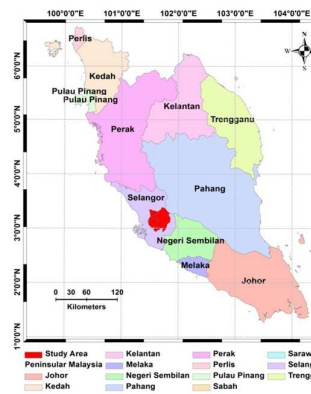 100°0'0"E 101°0'0"E 102°0'0"E 103°0'0"E 104°0'0"E
N
W
S
6°0'0"N
5°0'0"N
4°0'0"N
3°0'0"N
2°0'0"N
1°0'0"N
Perlis
Kedah
Pulau Pinang
Pulau Pinang
Kelantan
Trengganu
Perak
Pahang
Selangor
Negeri Sembilan
Melaka
Johor
0 30 60 120
Kilometers
Study Area
Peninsular Malaysia
Johor
Kedah
Kelantan
Melaka
Negeri Sembilan
Pahang
Perak
Perlis
Pulau Pinang
Sabah
Saraw
Selang
Trengg